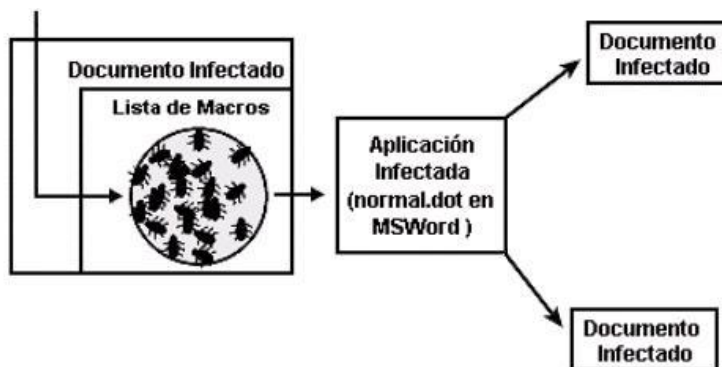 Documento Infectado
Lista de Macros
Aplicación
Infectada
(normal.dot en
MSWord )
Documento
Infectado
Documento
Infectado